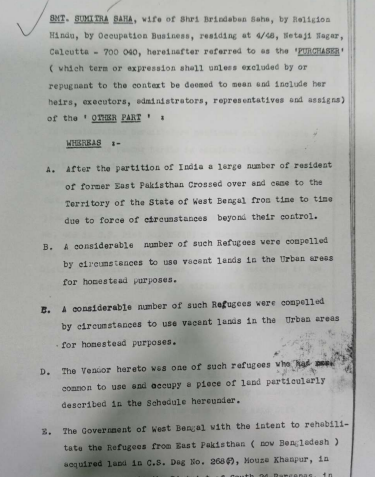 SMT. SUMITRA SAHA, wife of Shri Brindaban Saha, by Religion
Hindu, by Occupation Business, residing at 4/48, Netaji Nagar,
Calcutta - 700 040, hereinafter referred to as the 'PURCHASER'
( which term or expression shall unless excluded by or
repugnant to the context be deemed to mean and include her
heirs, executors, administrators, representatives and assigns)
of the ' OTHER PART ' :
WHEREAS :-
A. After the partition of India a large number of resident
of former East Pakisthan Crossed over and came to the
Territory of the State of West Bengal from time to time
due to force of circumstances beyond their control.
B. A considerable number of such Refugees were compelled
by circumstances to use vacant lands in the Urban areas
for homestead purposes.
A considerable number of such Refugees were compelled
by circumstances to use vacant lands in the Urban areas
for homestead purposes.
D. The Vendor hereto was one of such refugees who had
common to use and occupy a piece of land particularly
described in the Schedule hereunder.
E. The Government of West Bengal with the intent to rehabili-
tate the Refugees from East Pakisthan ( now Bengladesh )
acquired land in C.S. Dag No. Mouza Khanpur, in